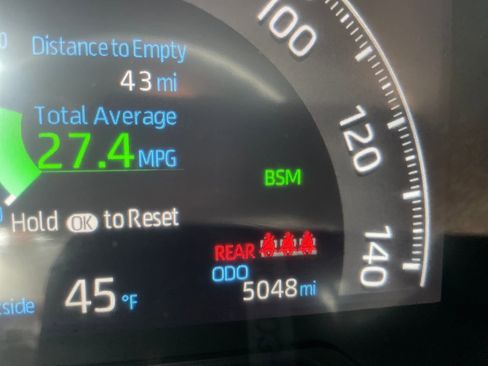 100
Distance to Empty
43 mi
Total Average
120
27.4 MPG
BSM
Hold OK to Reset
REAR
140
ODO
45 °F
5048 mi